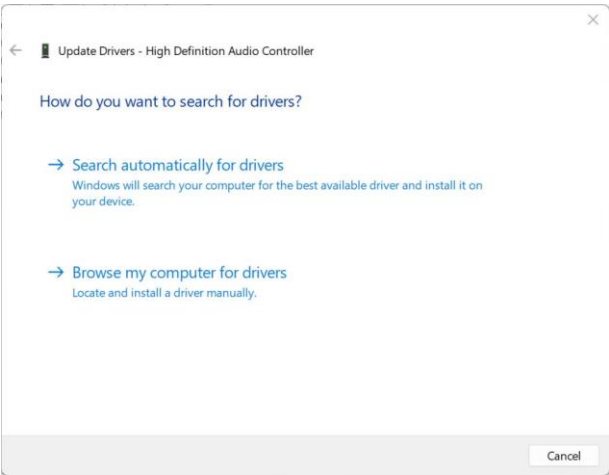 Update Drivers - High Definition Audio Controller
How do you want to search for drivers?
Search automatically for drivers
Windows will search your computer for the best available driver and install it on
your device.
Browse my computer for drivers
Locate and install a driver manually.
Cancel